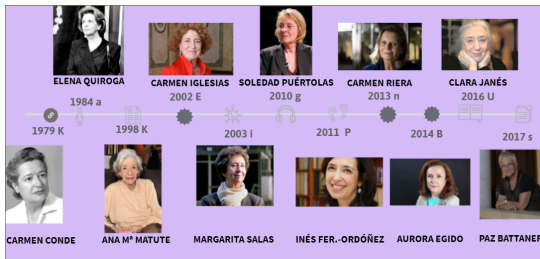 ELENA QUIROGA
CARMEN IGLESIAS
SOLEDAD PUÉRTOLAS
CARMEN RIERA
CLARA JANÉS
1984 a
2002 E
2010 g
2013 n
2016 U
1979 K
1998 K
2003 i
2011 P
2014 B
2017 s
CARMEN CONDE
ANA Mª MATUTE
MARGARITA SALAS
INÉS FER.-ORDÓÑEZ
AURORA EGIDO
PAZ BATTANER